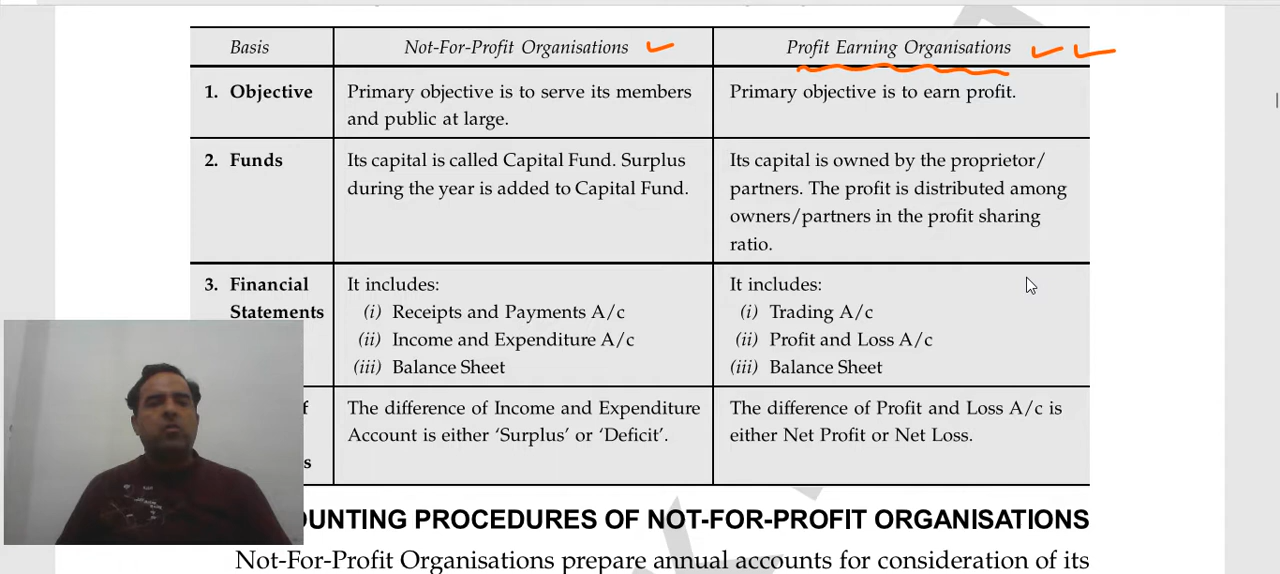 Basis Not-For-Profit Organisations Profit Earning Organisations
1. Objective Primary objective is to serve its members Primary objective is to earn profit.
and public at large.
2. Funds Its capital is called Capital Fund. Surplus Its capital is owned by the proprietor/
during the year is added to Capital Fund. partners. The profit is distributed among
owners/partners in the profit sharing
ratio.
3. Financial It includes: It includes:
Statements (i) Receipts and Payments A/c (i) Trading A/c
(ii) Income and Expenditure A/c (ii) Profit and Loss A/c
(iii) Balance Sheet (iii) Balance Sheet
f The difference of Income and Expenditure The difference of Profit and Loss A/c is
Account is either ‘Surplus’ or ‘Deficit’. either Net Profit or Net Loss.
s
OUNTING PROCEDURES OF NOT-FOR-PROFIT ORGANISATIONS
Not-For-Profit Organisations prepare annual accounts for consideration of its